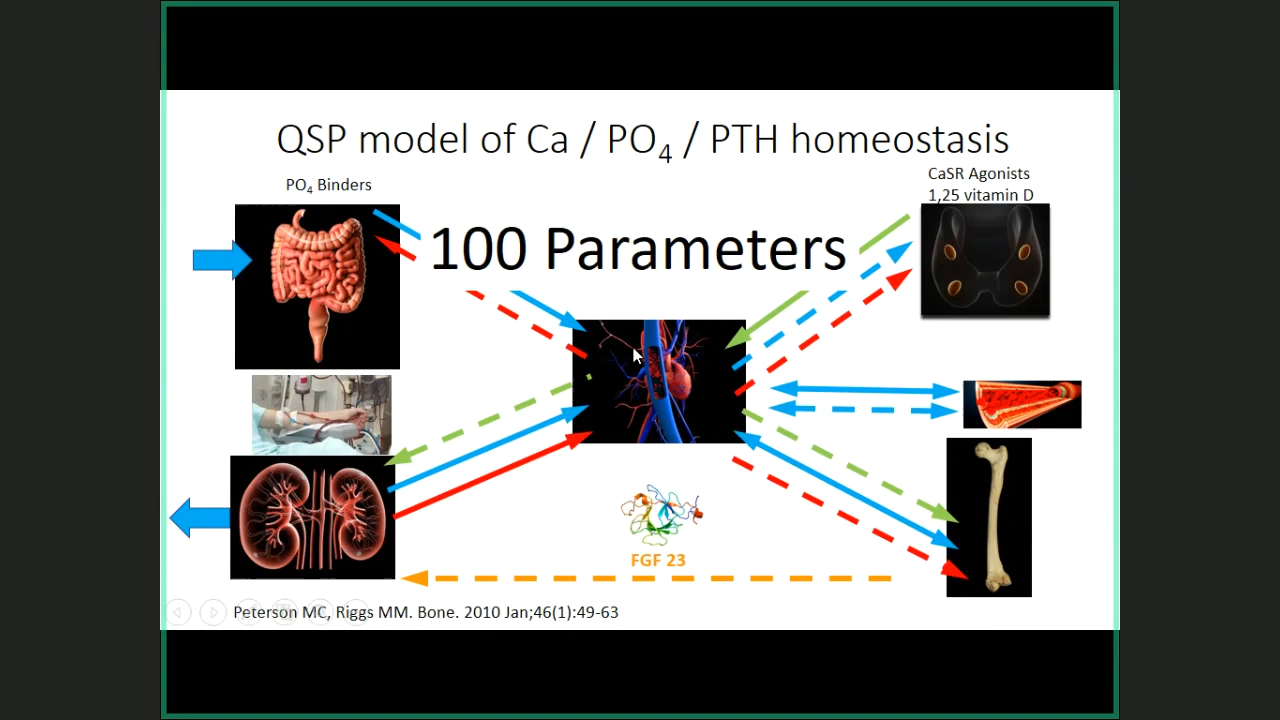 QSP model of Ca / PO₄ / PTH homeostasis
PO₄ Binders
CaSR Agonists
1,25 vitamin D
100 Parameters
FGF 23
Peterson MC, Riggs MM. Bone. 2010 Jan;46(1):49-63